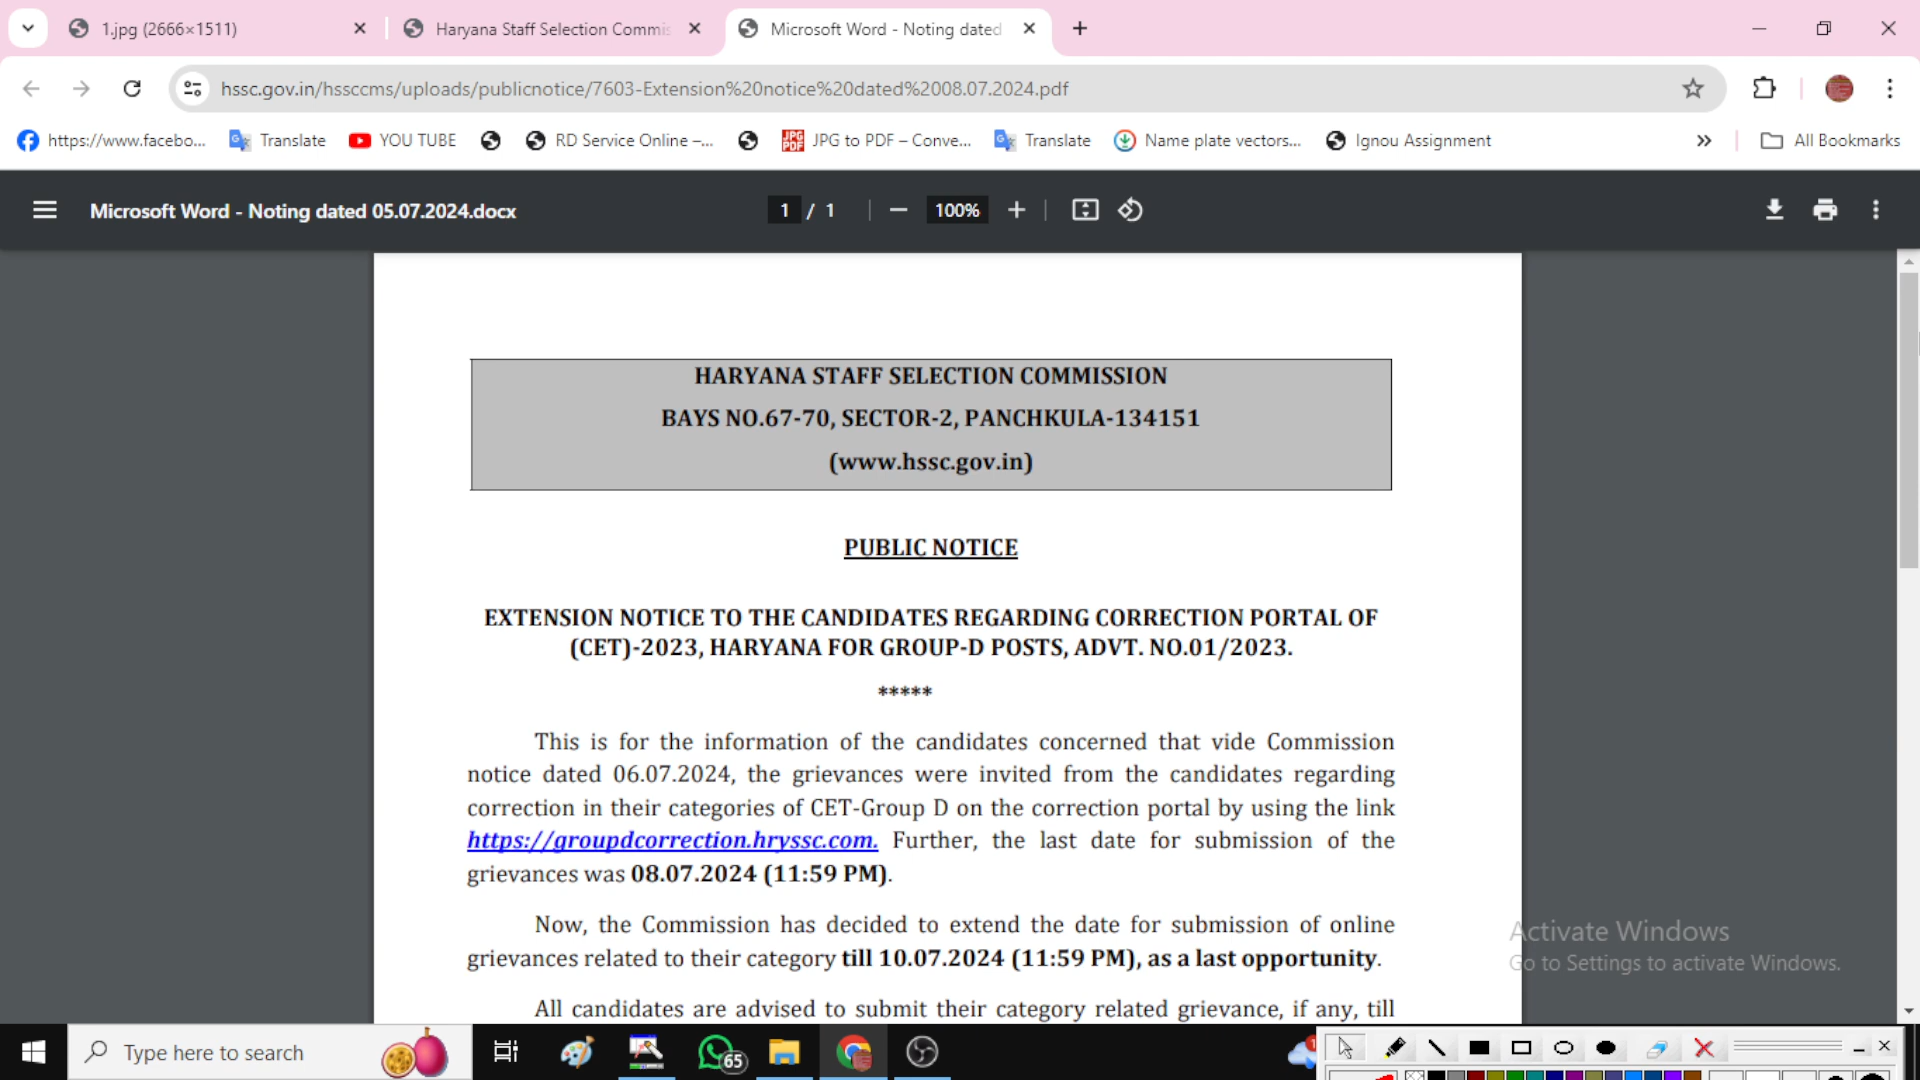 1.jpg (2666×1511)
Haryana Staff Selection Commis
Microsoft Word - Noting dated
hssc.gov.in/hssccms/uploads/publicnotice/7603-Extension%20notice%20dated%2008.07.2024.pdf
https://www.facebo...
Translate
YOU TUBE
RD Service Online –...
JPG to PDF – Conve...
Translate
Name plate vectors...
Ignou Assignment
All Bookmarks
Microsoft Word - Noting dated 05.07.2024.docx
1 / 1
100%
HARYANA STAFF SELECTION COMMISSION
BAYS NO.67-70, SECTOR-2, PANCHKULA-134151
(www.hssc.gov.in)
PUBLIC NOTICE
EXTENSION NOTICE TO THE CANDIDATES REGARDING CORRECTION PORTAL OF
(CET)-2023, HARYANA FOR GROUP-D POSTS, ADVT. NO.01/2023.
*****
This is for the information of the candidates concerned that vide Commission
notice dated 06.07.2024, the grievances were invited from the candidates regarding
correction in their categories of CET-Group D on the correction portal by using the link
https://groupdcorrection.hryssc.com. Further, the last date for submission of the
grievances was 08.07.2024 (11:59 PM).
Now, the Commission has decided to extend the date for submission of online
grievances related to their category till 10.07.2024 (11:59 PM), as a last opportunity.
All candidates are advised to submit their category related grievance, if any, till
Activate Windows
Go to Settings to activate Windows.
Type here to search
65
1